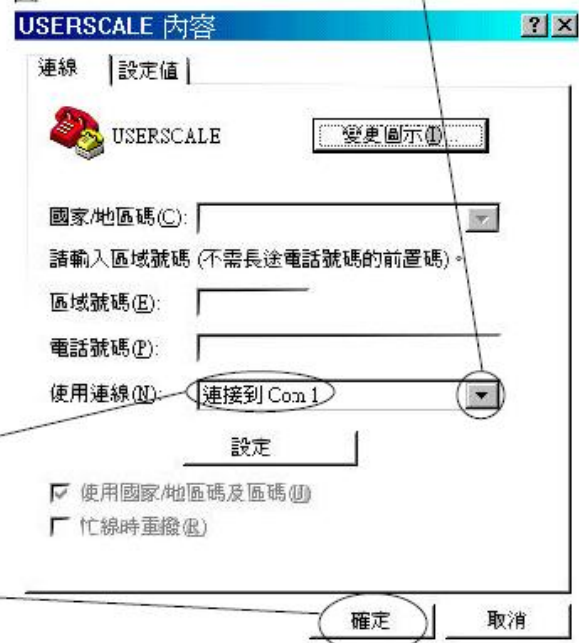 USERSCALE 內容
連線 設定值
USERSCALE 變更圖示(I)...
國家/地區碼(C):
請輸入區域號碼 (不需長途電話號碼的前置碼)。
區域號碼(E):
電話號碼(P):
使用連線(N): 連接到 Com 1
設定
使用國家/地區碼及區碼(U)
忙線時重撥(R)
確定 取消